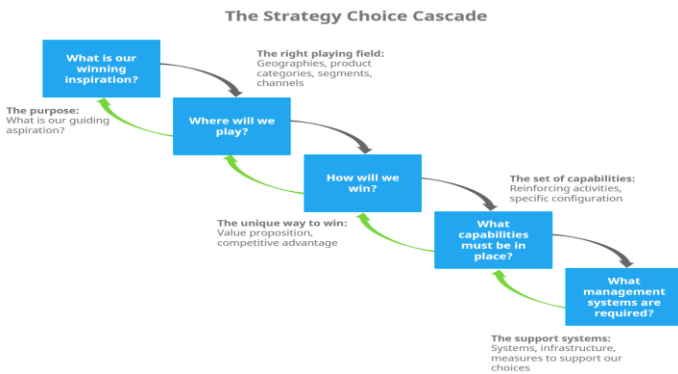 The Strategy Choice Cascade
What is our
winning
inspiration?
The right playing field:
Geographies, product
categories, segments,
channels
The purpose:
What is our guiding
aspiration?
Where will we
play?
How will we
win?
The set of capabilities:
Reinforcing activities,
specific configuration
The unique way to win:
Value proposition,
competitive advantage
What
capabilities
must be in
place?
What
management
systems are
required?
The support systems:
Systems, infrastructure,
measures to support our
choices